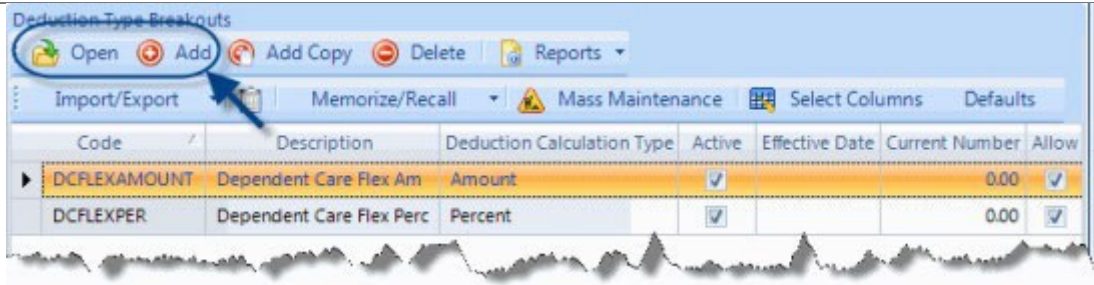 Deduction Type Breakouts
Open Add Add Copy Delete Reports
Import/Export Memorize/Recall Mass Maintenance Select Columns Defaults
Code Description Deduction Calculation Type Active Effective Date Current Number Allow
DCFLEXAMOUNT Dependent Care Flex Am Amount 0.00
DCFLEXPER Dependent Care Flex Perc Percent 0.00